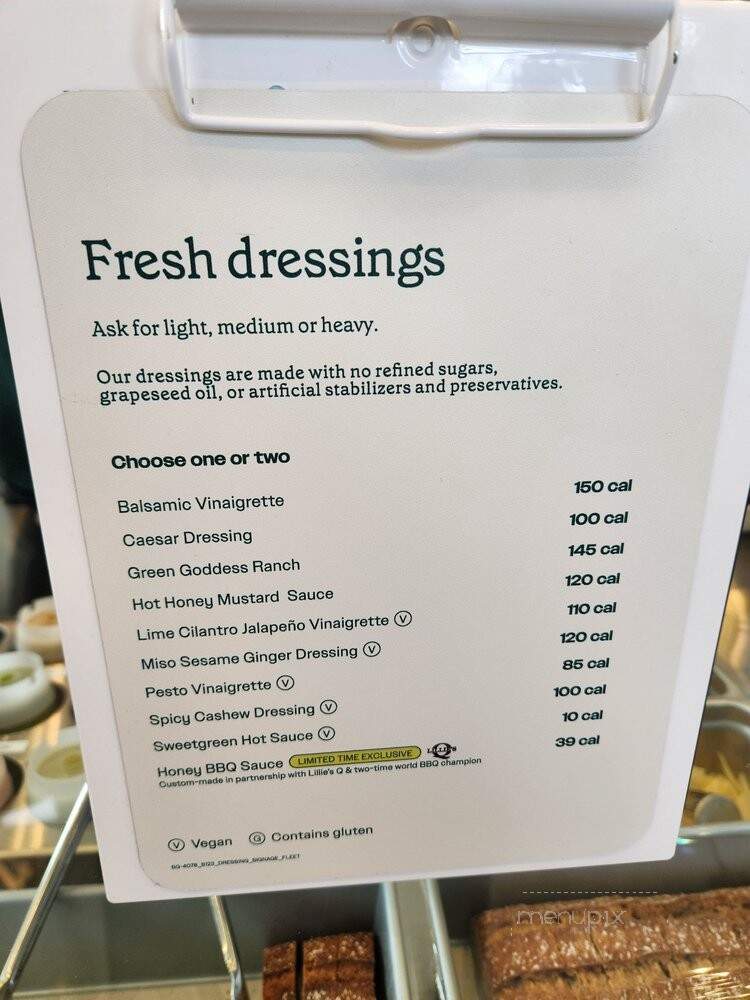 Fresh dressings
Ask for light, medium or heavy.
Our dressings are made with no refined sugars,
grapeseed oil, or artificial stabilizers and preservatives.
Choose one or two
Balsamic Vinaigrette 150 cal
Caesar Dressing 100 cal
Green Goddess Ranch 145 cal
Hot Honey Mustard Sauce 120 cal
Lime Cilantro Jalapeño Vinaigrette V 110 cal
Miso Sesame Ginger Dressing V 120 cal
Pesto Vinaigrette V 85 cal
Spicy Cashew Dressing V 100 cal
Sweetgreen Hot Sauce V 10 cal
Honey BBQ Sauce LIMITED TIME EXCLUSIVE LILLIE'S Q 39 cal
Custom-made in partnership with Lillie's Q & two-time world BBQ champion
V Vegan G Contains gluten
SG-4076_S123_DRESSING_SIGNAGE_FLEET
menupix